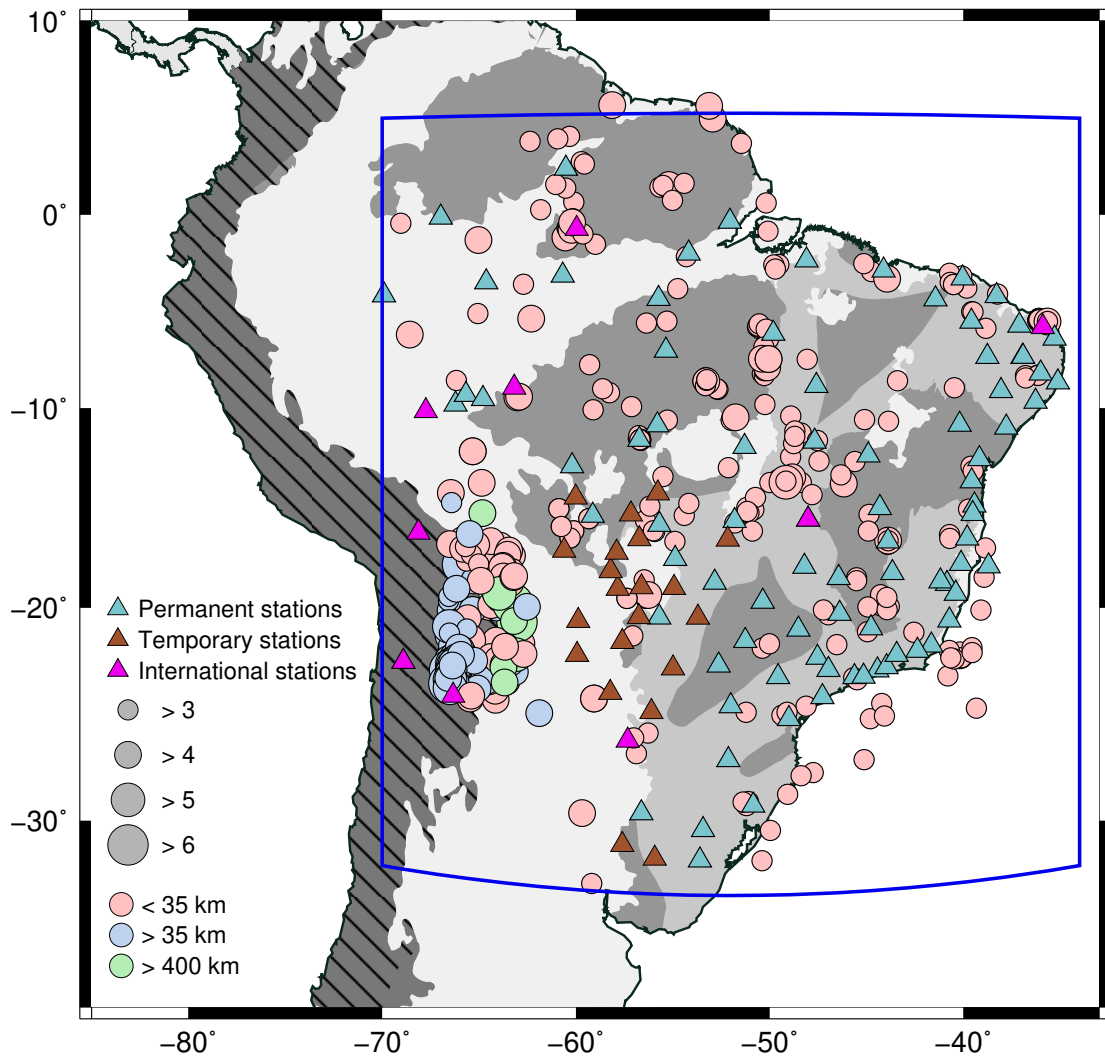 10˚
0˚
−10˚
−20˚
−30˚
Permanent stations
Temporary stations
International stations
> 3
> 4
> 5
> 6
< 35 km
> 35 km
> 400 km
−80˚ −70˚ −60˚ −50˚ −40˚